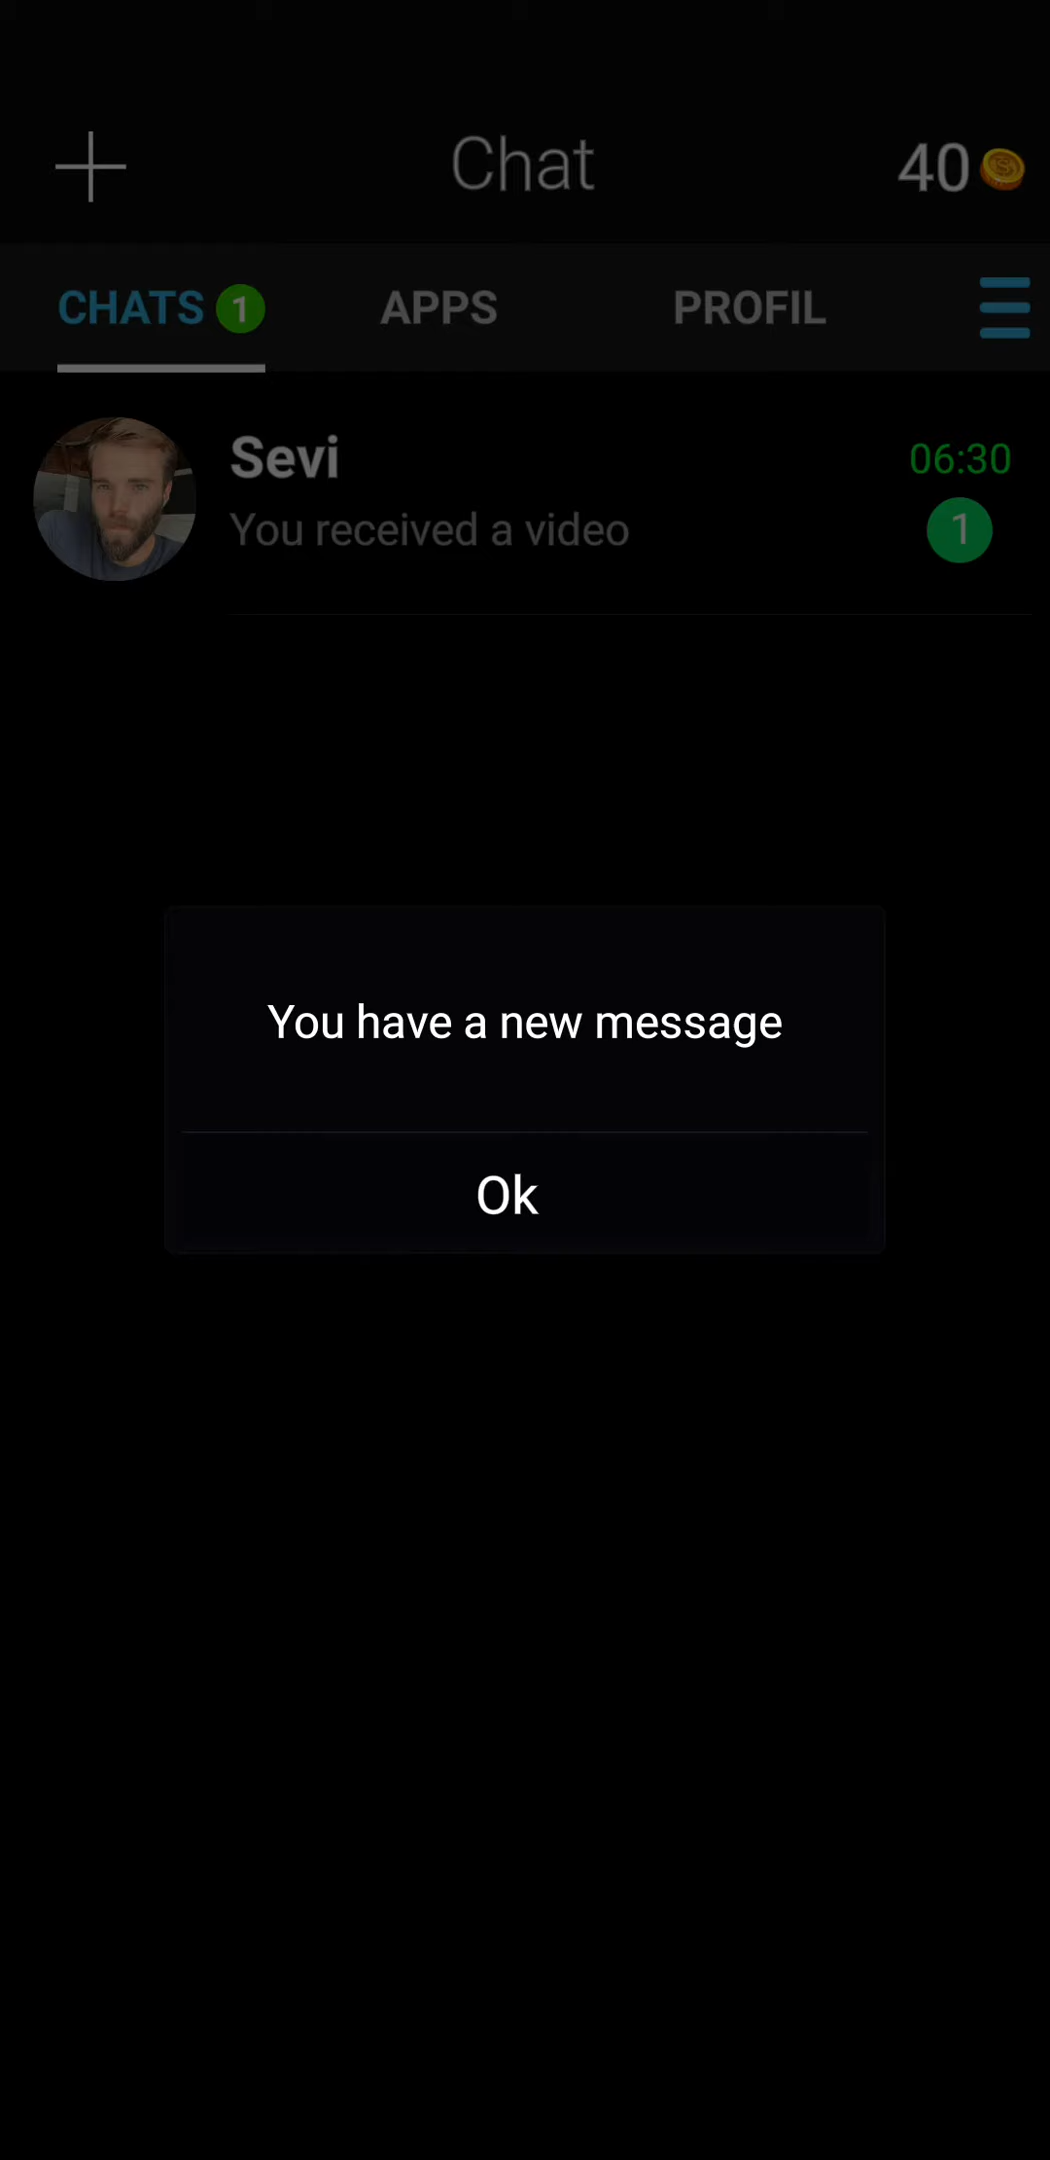 Chat
40
CHATS 1
APPS
PROFIL
Sevi
06:30
You received a video
1
You have a new message
Ok